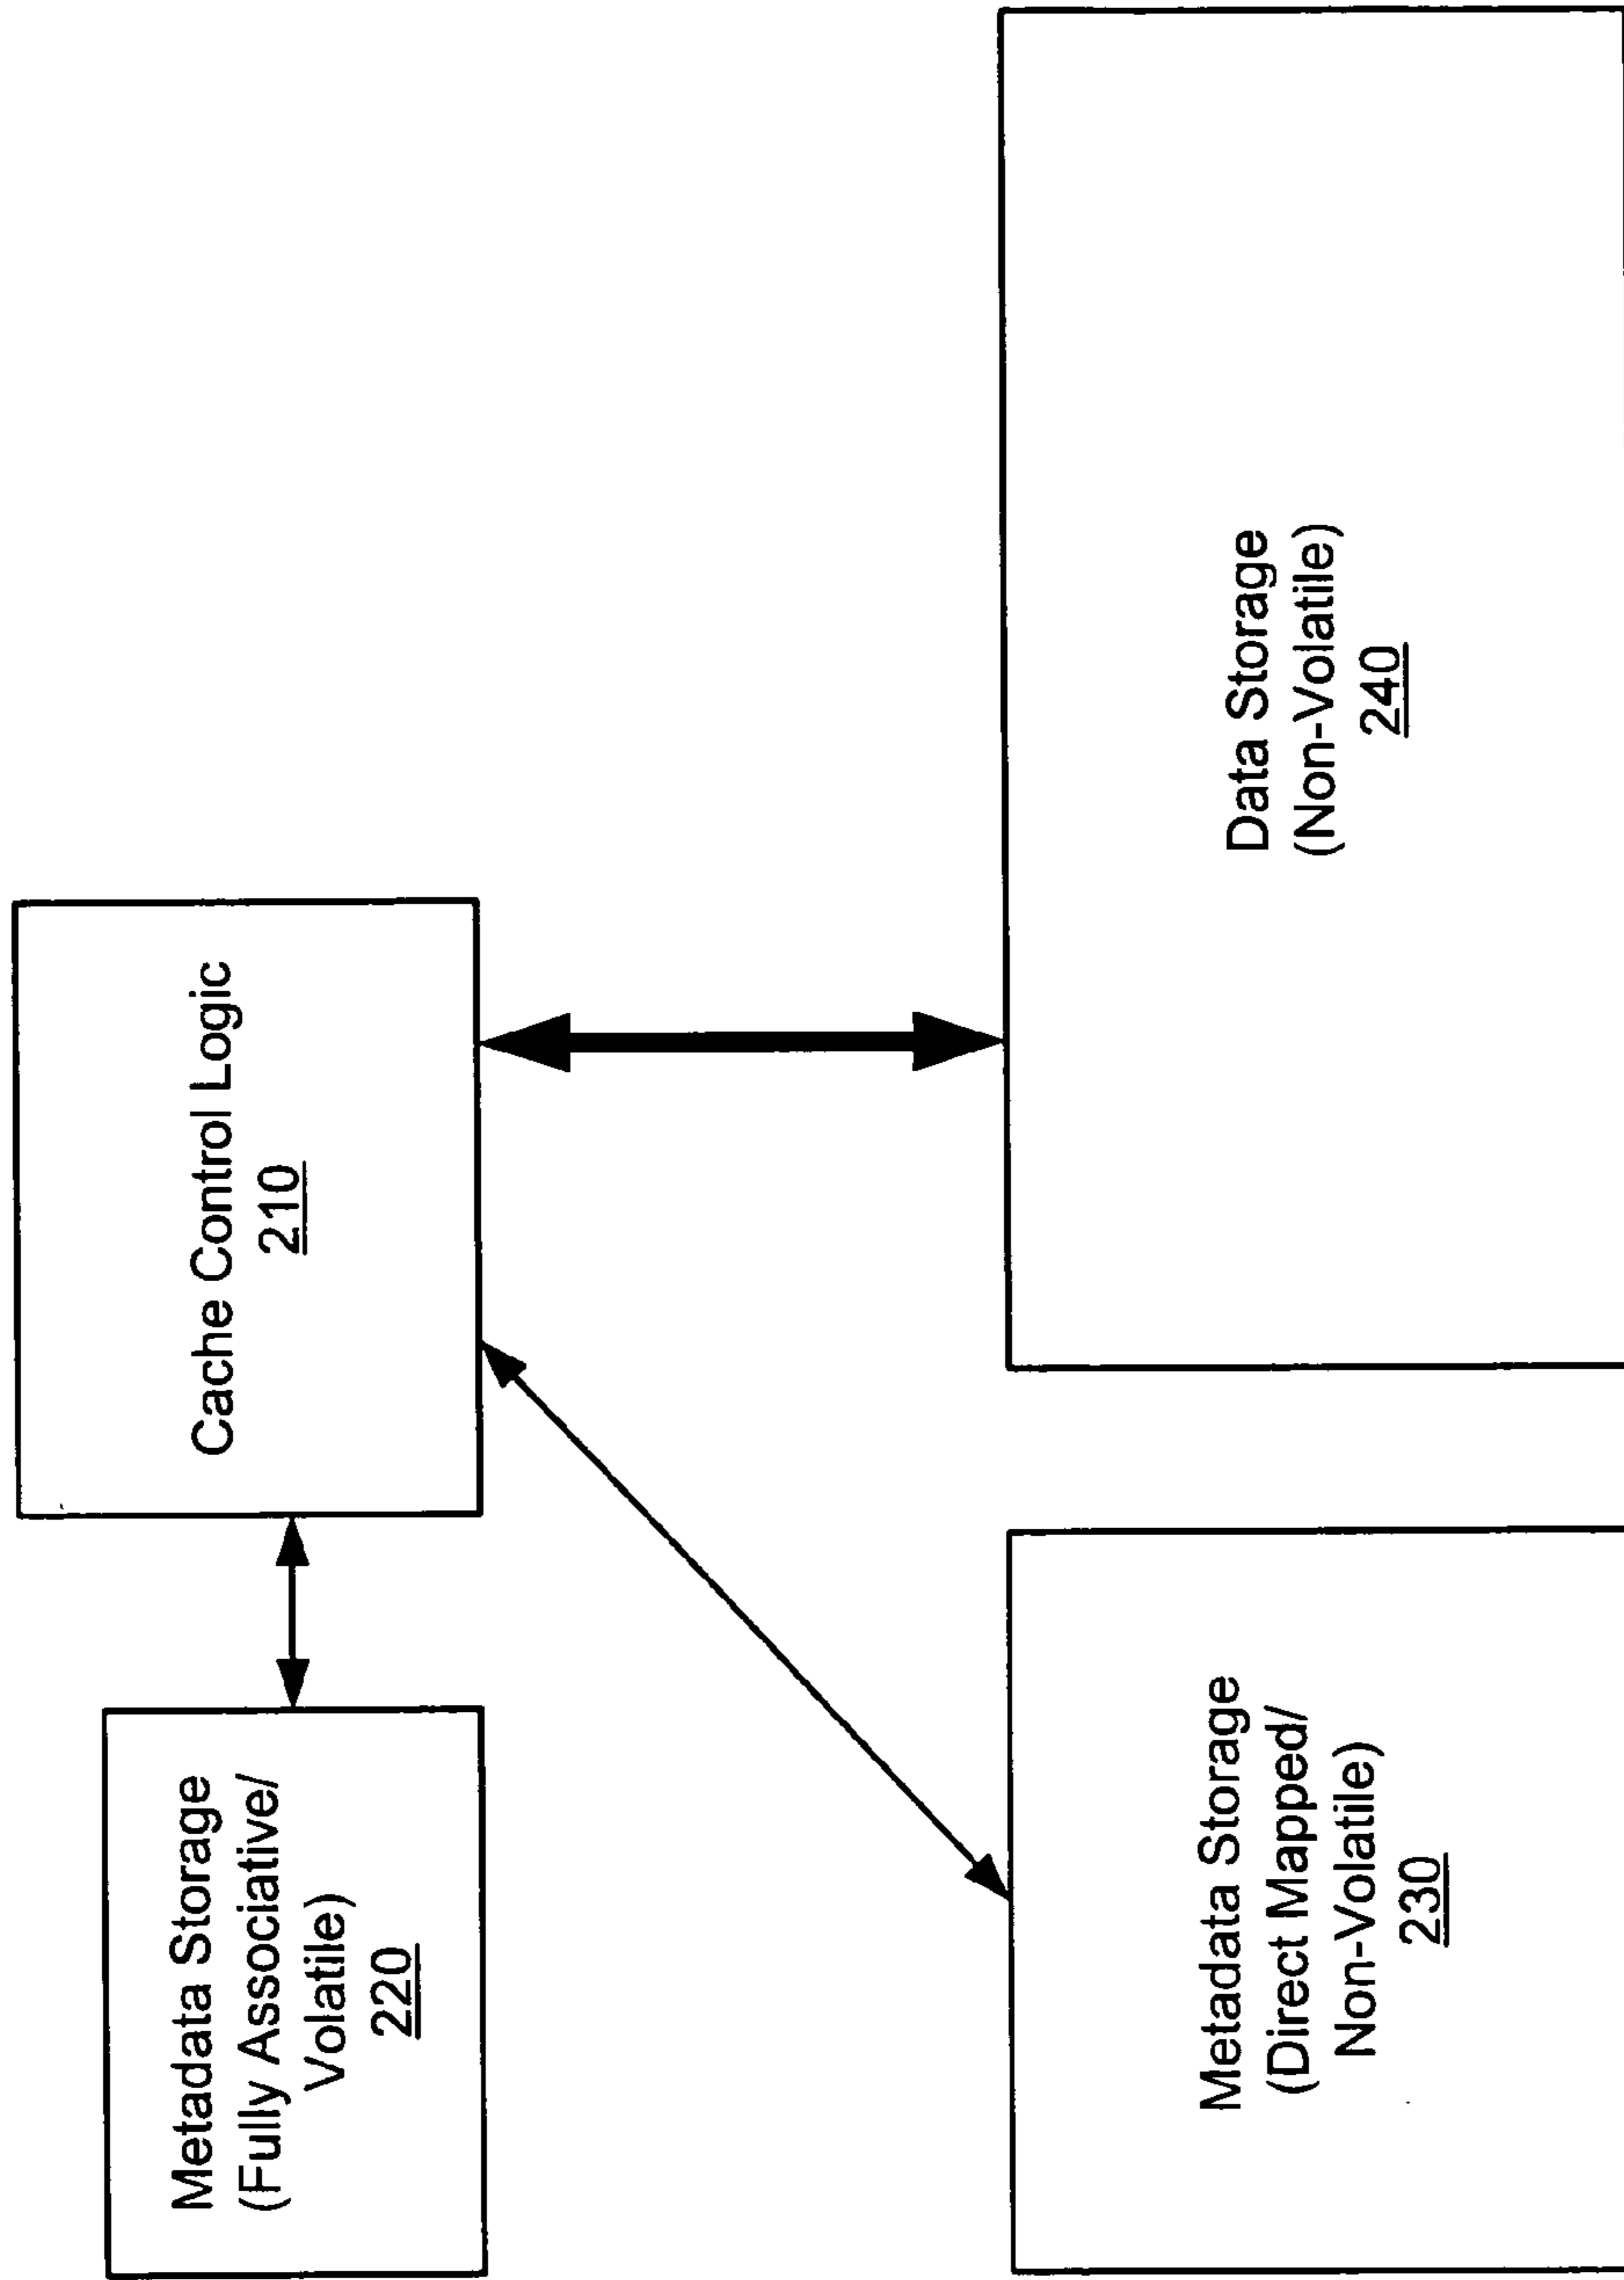 Metadata Storage
(Fully Associative/
Volatile)
220
Cache Control Logic
210
Metadata Storage
(Direct Mapped/
Non-Volatile)
230
Data Storage
(Non-Volatile)
240